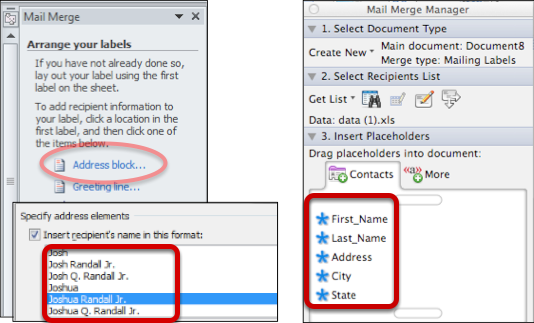 Mail Merge
Arrange your labels
If you have not already done so,
lay out your label using the first
label on the sheet.
To add recipient information to
your label, click a location in the
first label, and then click one of
the items below.
Address block...
Greeting line...
Specify address elements
Insert recipient's name in this format:
Josh
Josh Randall Jr.
Josh Q. Randall Jr.
Joshua
Joshua Randall Jr.
Joshua Q. Randall Jr.
Mail Merge Manager
1. Select Document Type
Create New
Main document: Document8
Merge type: Mailing Labels
2. Select Recipients List
Get List
Data: data (1).xls
3. Insert Placeholders
Drag placeholders into document:
Contacts
«a» More
First_Name
Last_Name
Address
City
State